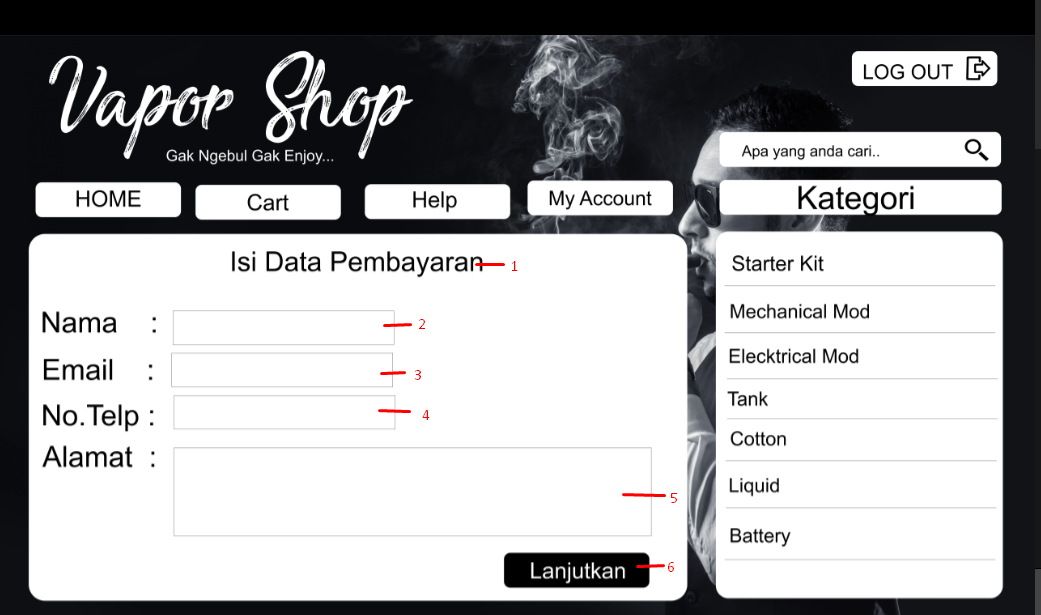 Vapor Shop
Gak Ngebul Gak Enjoy...
LOG OUT
Apa yang anda cari..
HOME
Cart
Help
My Account
Kategori
Isi Data Pembayaran 1
Nama : 2
Email : 3
No.Telp : 4
Alamat : 5
Lanjutkan 6
Starter Kit
Mechanical Mod
Elecktrical Mod
Tank
Cotton
Liquid
Battery